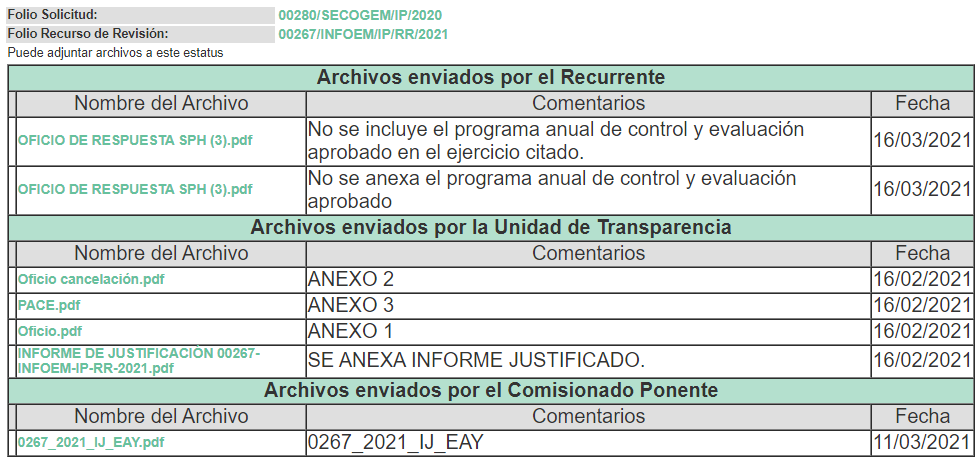 Folio Solicitud: 00280/SECOGEM/IP/2020
Folio Recurso de Revisión: 00267/INFOEM/IP/RR/2021
Puede adjuntar archivos a este estatus
Archivos enviados por el Recurrente
Nombre del Archivo Comentarios Fecha
OFICIO DE RESPUESTA SPH (3).pdf No se incluye el programa anual de control y evaluación aprobado en el ejercicio citado. 16/03/2021
OFICIO DE RESPUESTA SPH (3).pdf No se anexa el programa anual de control y evaluación aprobado 16/03/2021
Archivos enviados por la Unidad de Transparencia
Nombre del Archivo Comentarios Fecha
Oficio cancelación.pdf ANEXO 2 16/02/2021
PACE.pdf ANEXO 3 16/02/2021
Oficio.pdf ANEXO 1 16/02/2021
INFORME DE JUSTIFICACIÓN 00267-INFOEM-IP-RR-2021.pdf SE ANEXA INFORME JUSTIFICADO. 16/02/2021
Archivos enviados por el Comisionado Ponente
Nombre del Archivo Comentarios Fecha
0267_2021_IJ_EAY.pdf 0267_2021_IJ_EAY 11/03/2021